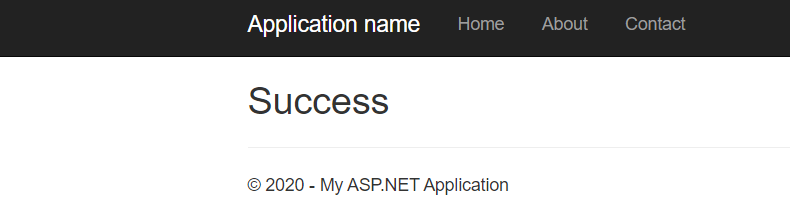 Application name Home About Contact
Success
© 2020 - My ASP.NET Application